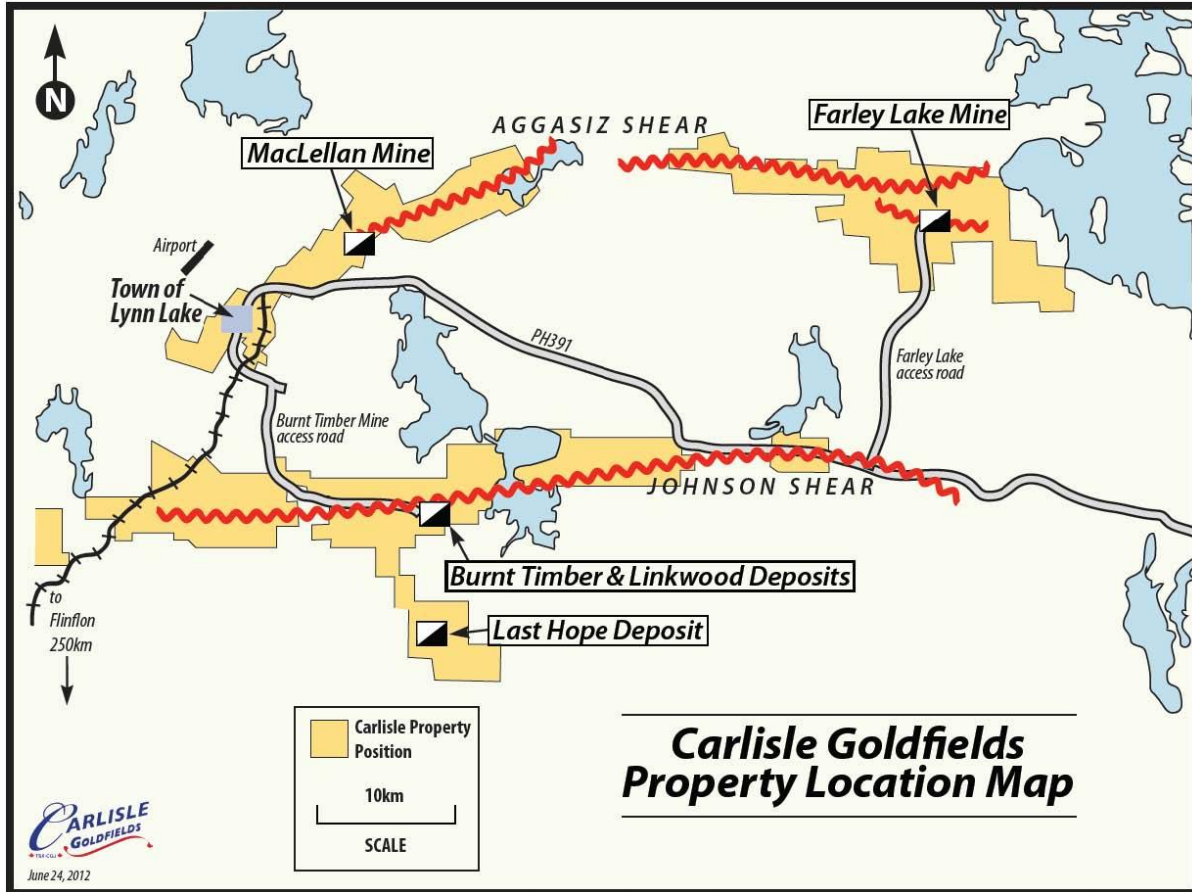 N
AGGASIZ SHEAR
Farley Lake Mine
MacLellan Mine
Airport
Town of
Lynn Lake
PH391
Farley Lake
access road
Burnt Timber Mine
access road
JOHNSON SHEAR
Burnt Timber & Linkwood Deposits
to
Flinflon
250km
Last Hope Deposit
Carlisle Property
Position
10km
SCALE
Carlisle Goldfields
Property Location Map
CARLISLE
GOLDFIELDS
June 24, 2012